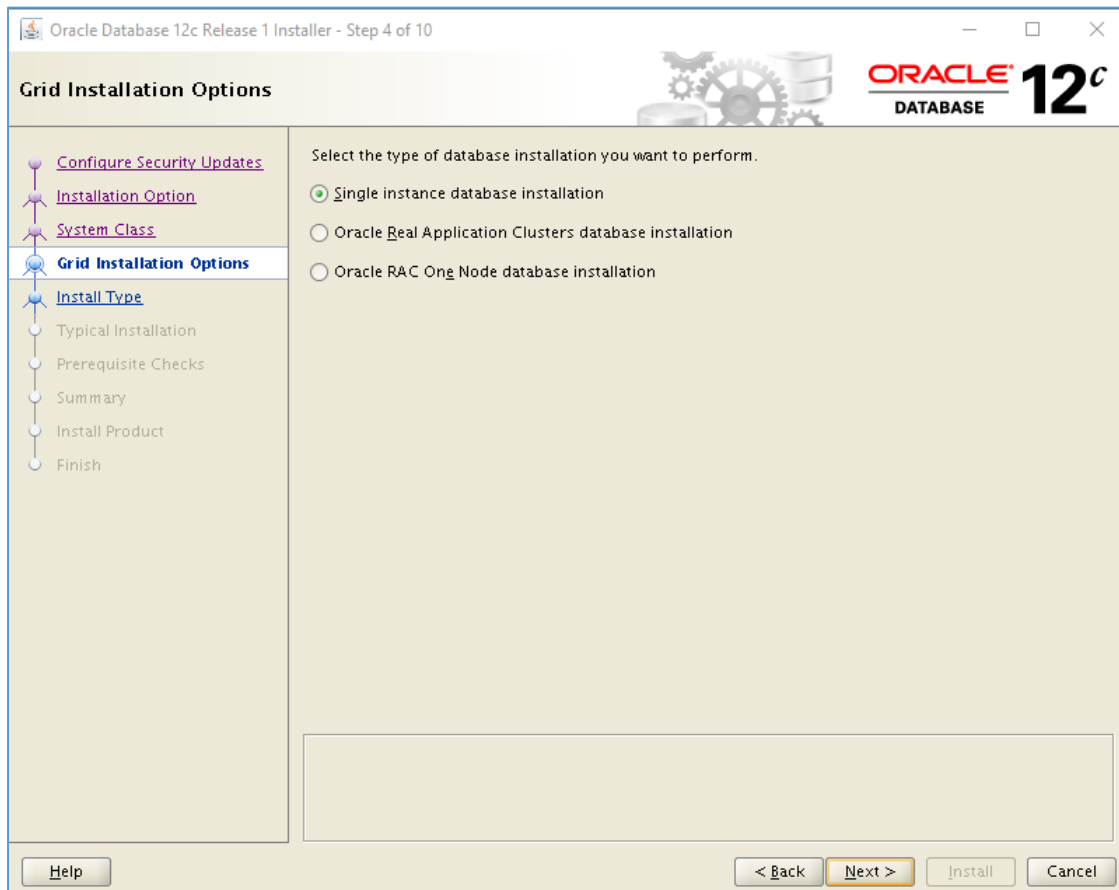 Oracle Database 12c Release 1 Installer - Step 4 of 10
Grid Installation Options
ORACLE DATABASE 12c
Configure Security Updates
Installation Option
System Class
Grid Installation Options
Install Type
Typical Installation
Prerequisite Checks
Summary
Install Product
Finish
Select the type of database installation you want to perform.
Single instance database installation
Oracle Real Application Clusters database installation
Oracle RAC One Node database installation
Help
< Back
Next >
Install
Cancel